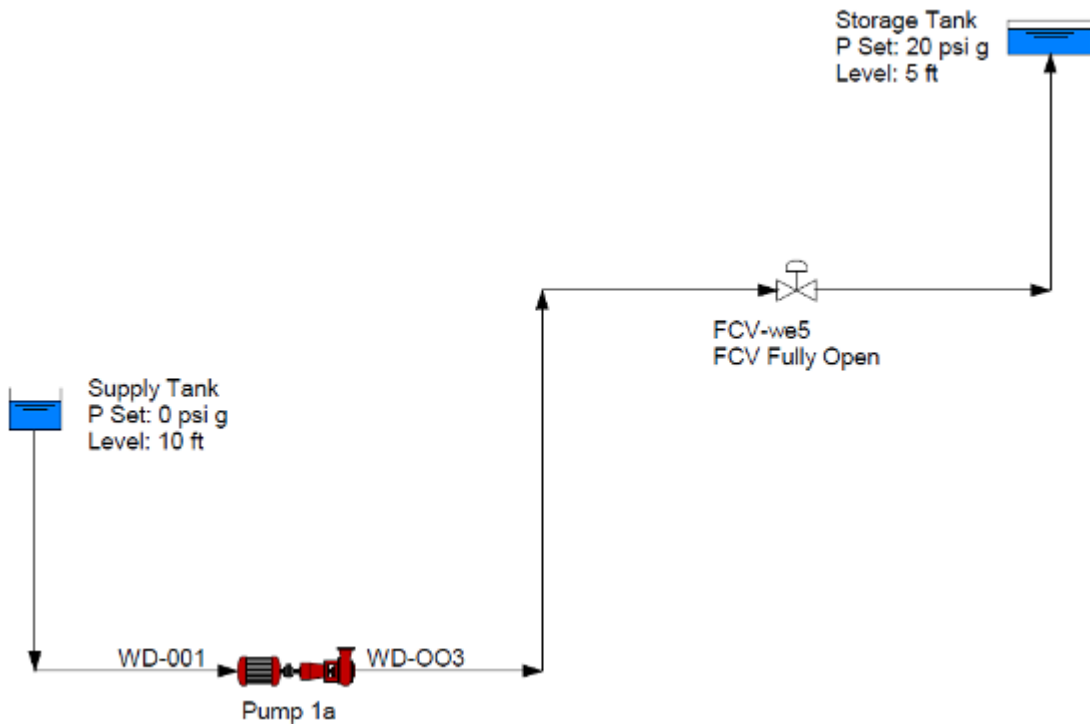 Storage Tank
P Set: 20 psi g
Level: 5 ft
FCV-we5
FCV Fully Open
Supply Tank
P Set: 0 psi g
Level: 10 ft
WD-001
WD-OO3
Pump 1a